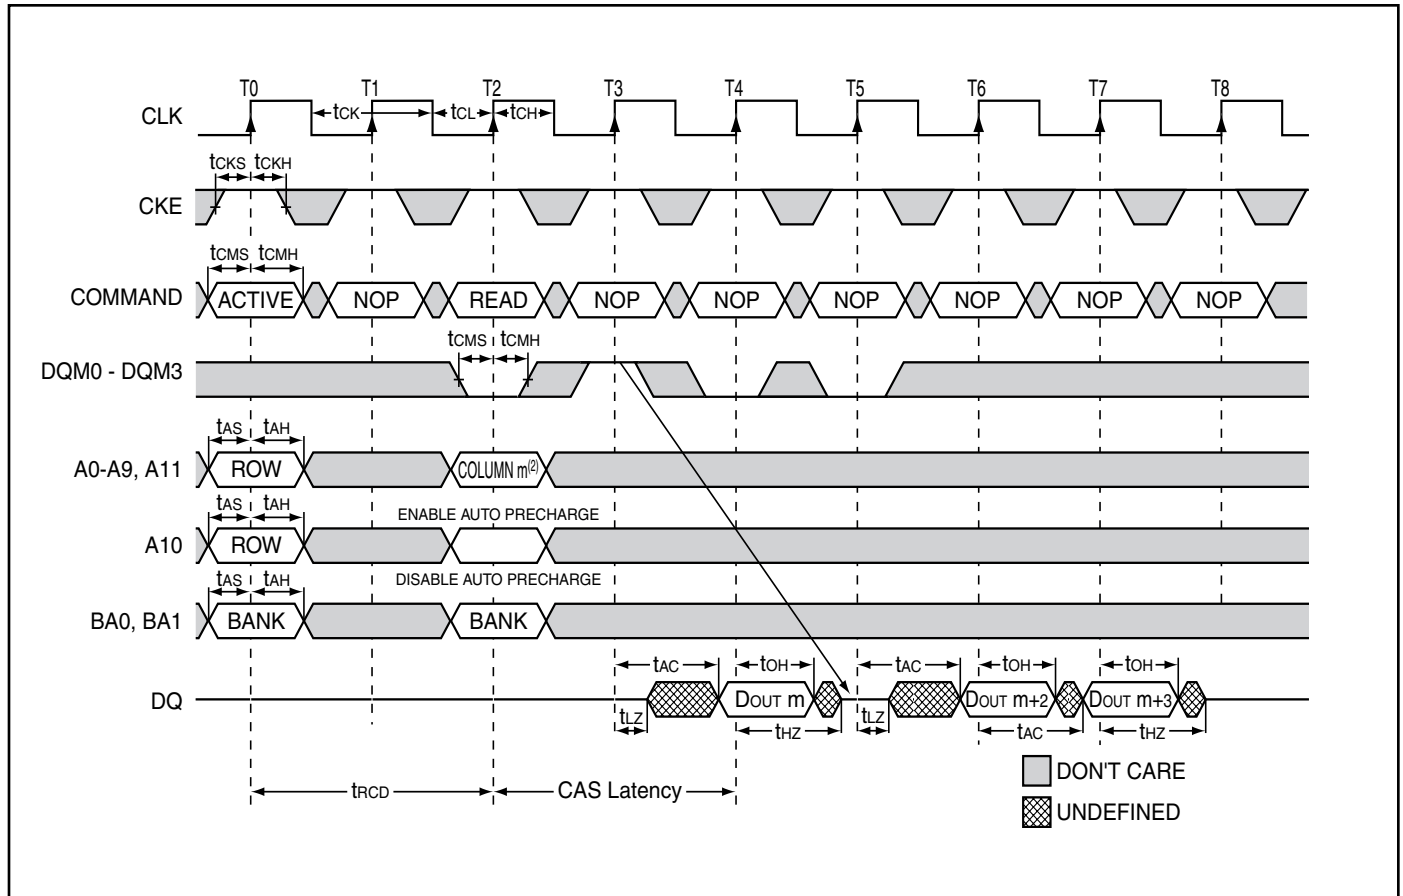 T0 T1 T2 T3 T4 T5 T6 T7 T8
CLK tCK tCL tCH
tCKS tCKH
CKE
tCMS tCMH
COMMAND ACTIVE NOP READ NOP NOP NOP NOP NOP NOP
tCMS tCMH
DQM0 - DQM3
tAS tAH
A0-A9, A11 ROW COLUMN m(2)
tAS tAH ENABLE AUTO PRECHARGE
A10 ROW
tAS tAH DISABLE AUTO PRECHARGE
BA0, BA1 BANK BANK
tAC tOH tAC tOH tOH
DQ DOUT m DOUT m+2 DOUT m+3
tLZ tHZ tLZ tAC tHZ
DON'T CARE
tRCD CAS Latency
UNDEFINED